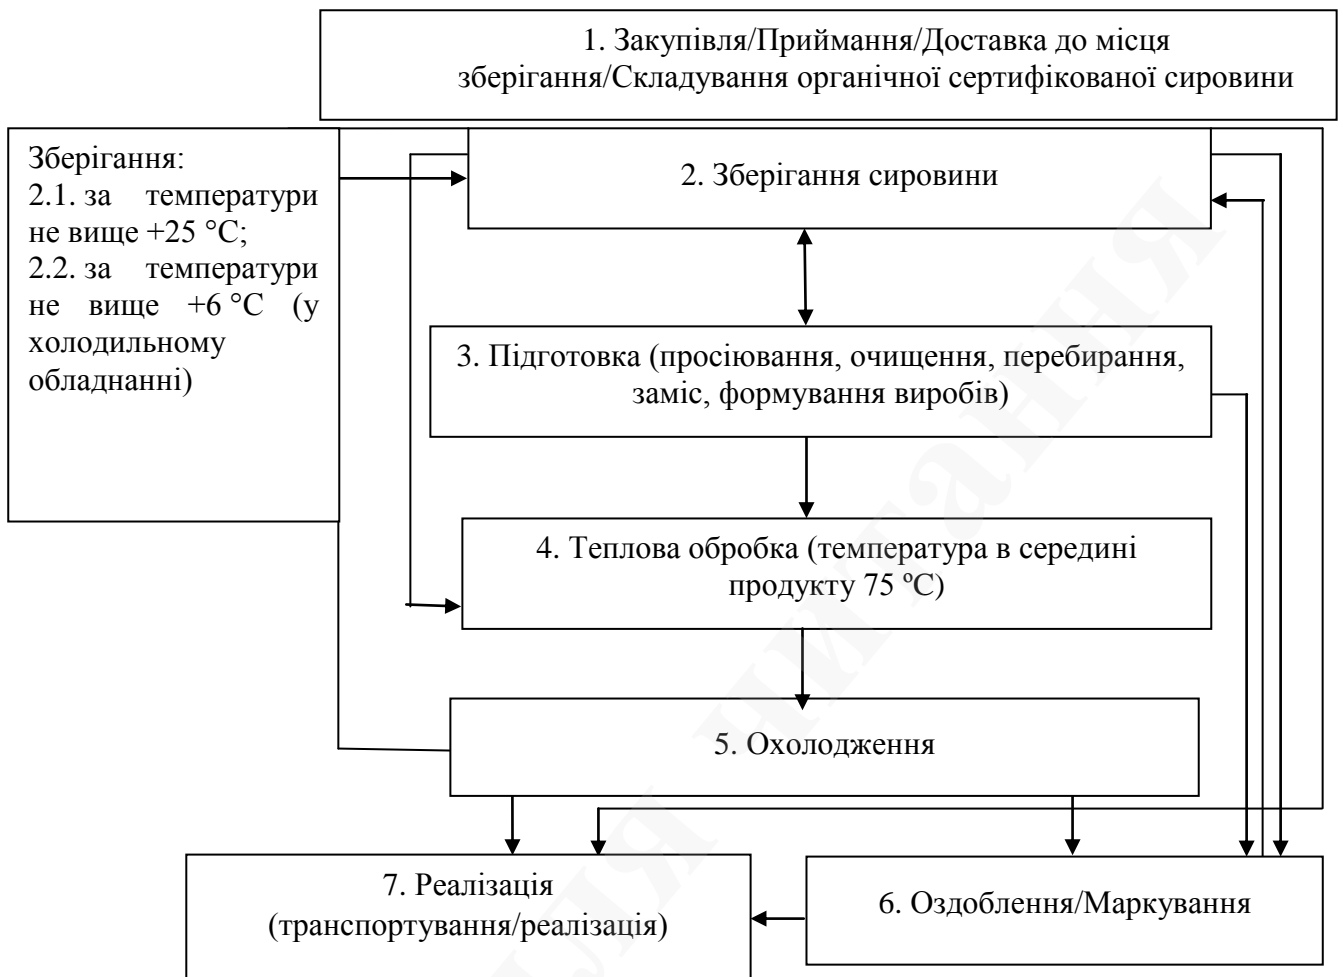 1. Закупівля/Приймання/Доставка до місця
зберігання/Складування органічної сертифікованої сировини
Зберігання:
2.1. за температури
не вище +25 °С;
2.2. за температури
не вище +6 °С (у
холодильному
обладнанні)
2. Зберігання сировини
3. Підготовка (просіювання, очищення, перебирання,
заміс, формування виробів)
4. Теплова обробка (температура в середині
продукту 75 ºС)
5. Охолодження
7. Реалізація
(транспортування/реалізація)
6. Оздоблення/Маркування
ля читання